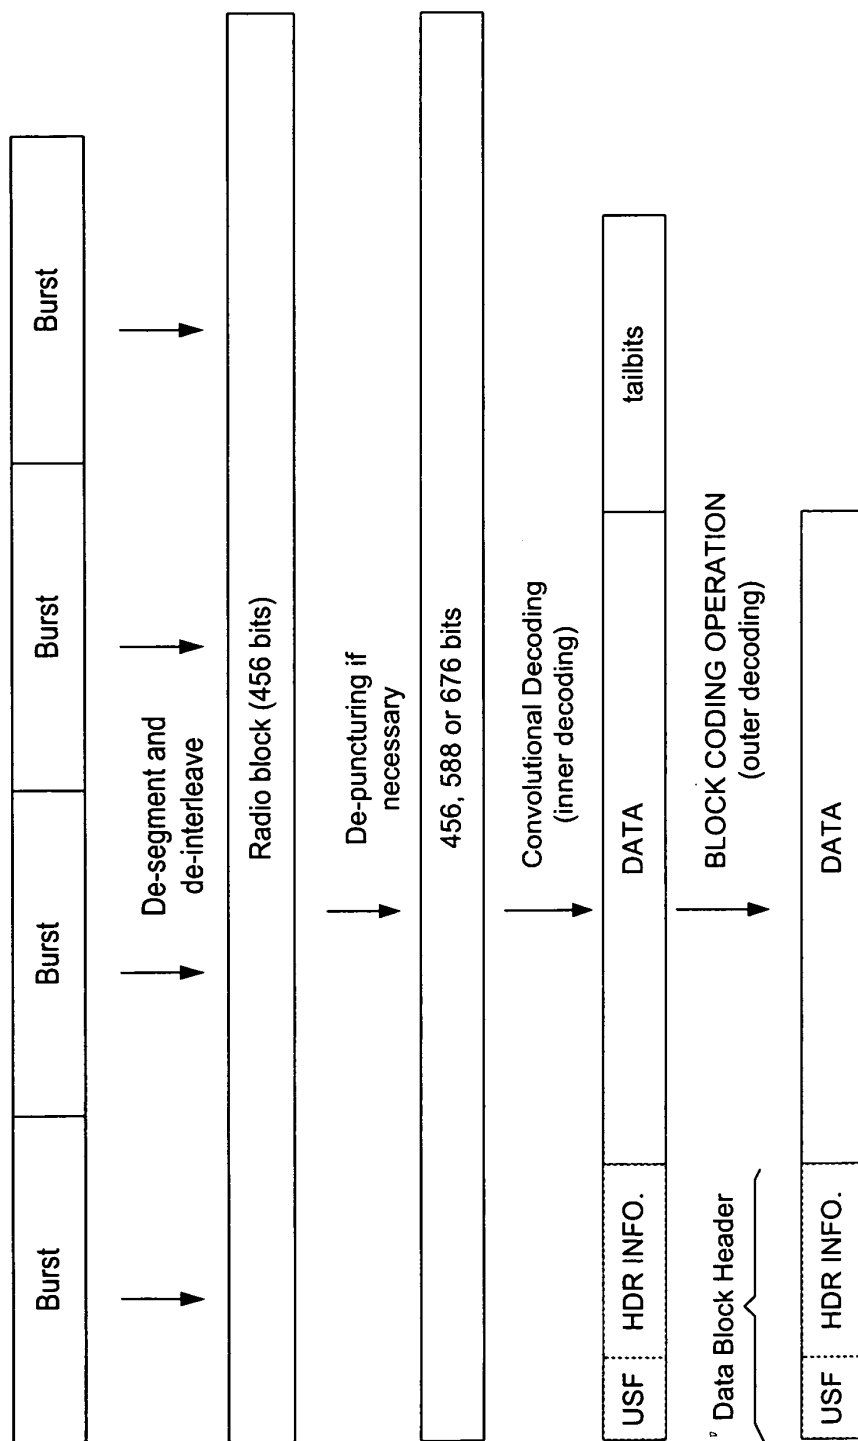 Burst
Burst
Burst
Burst
De-segment and
de-interleave
Radio block (456 bits)
De-puncturing if
necessary
456, 588 or 676 bits
Convolutional Decoding
(inner decoding)
USF
HDR INFO.
DATA
tailbits
Data Block Header
BLOCK CODING OPERATION
(outer decoding)
USF
HDR INFO.
DATA